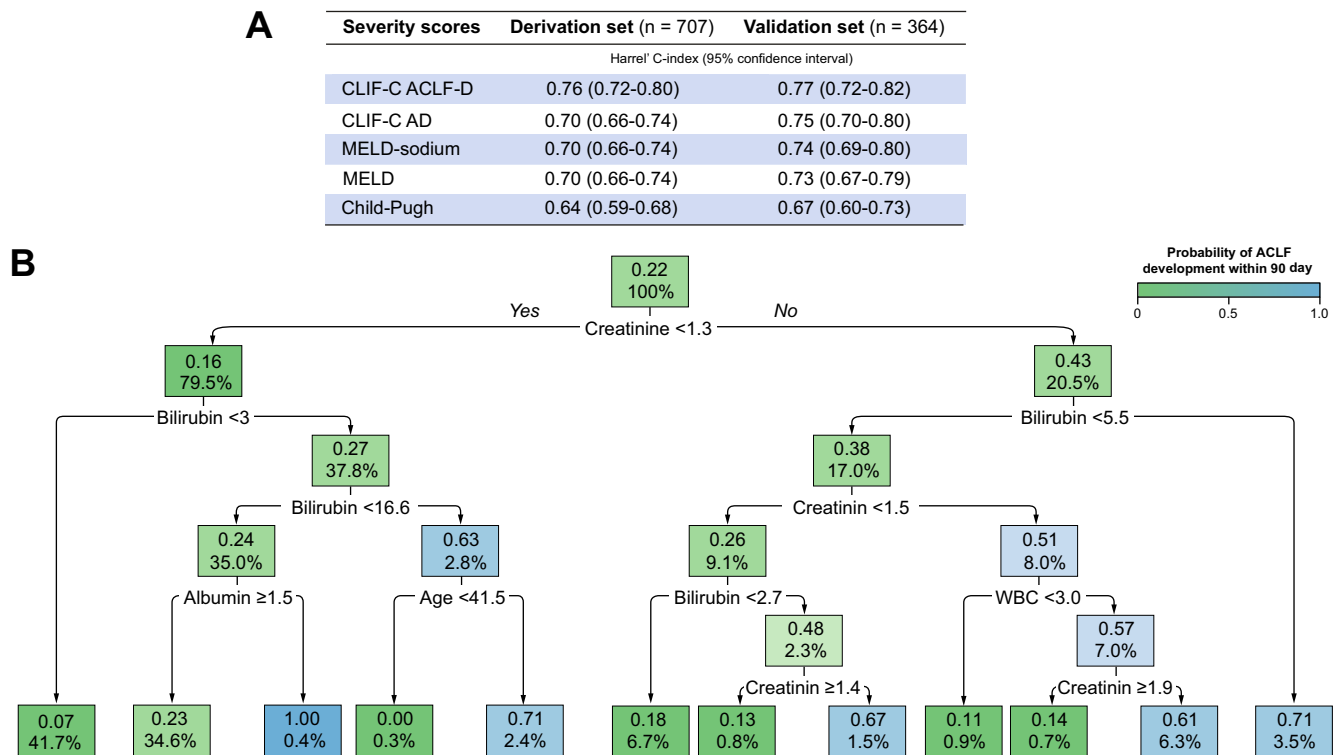 A
Severity scores Derivation set (n = 707) Validation set (n = 364)
Harrel' C-index (95% confidence interval)
CLIF-C ACLF-D 0.76 (0.72-0.80) 0.77 (0.72-0.82)
CLIF-C AD 0.70 (0.66-0.74) 0.75 (0.70-0.80)
MELD-sodium 0.70 (0.66-0.74) 0.74 (0.69-0.80)
MELD 0.70 (0.66-0.74) 0.73 (0.67-0.79)
Child-Pugh 0.64 (0.59-0.68) 0.67 (0.60-0.73)
B
Probability of ACLF
development within 90 day
0 0.5 1.0
0.22
100%
Yes No
Creatinine <1.3
0.16 0.43
79.5% 20.5%
Bilirubin <3 Bilirubin <5.5
0.27 0.38
37.8% 17.0%
Bilirubin <16.6 Creatinin <1.5
0.24 0.63 0.26 0.51
35.0% 2.8% 9.1% 8.0%
Albumin ≥1.5 Age <41.5 Bilirubin <2.7 WBC <3.0
0.48 0.57
2.3% 7.0%
Creatinin ≥1.4 Creatinin ≥1.9
0.07 0.23 1.00 0.00 0.71 0.18 0.13 0.67 0.11 0.14 0.61 0.71
41.7% 34.6% 0.4% 0.3% 2.4% 6.7% 0.8% 1.5% 0.9% 0.7% 6.3% 3.5%